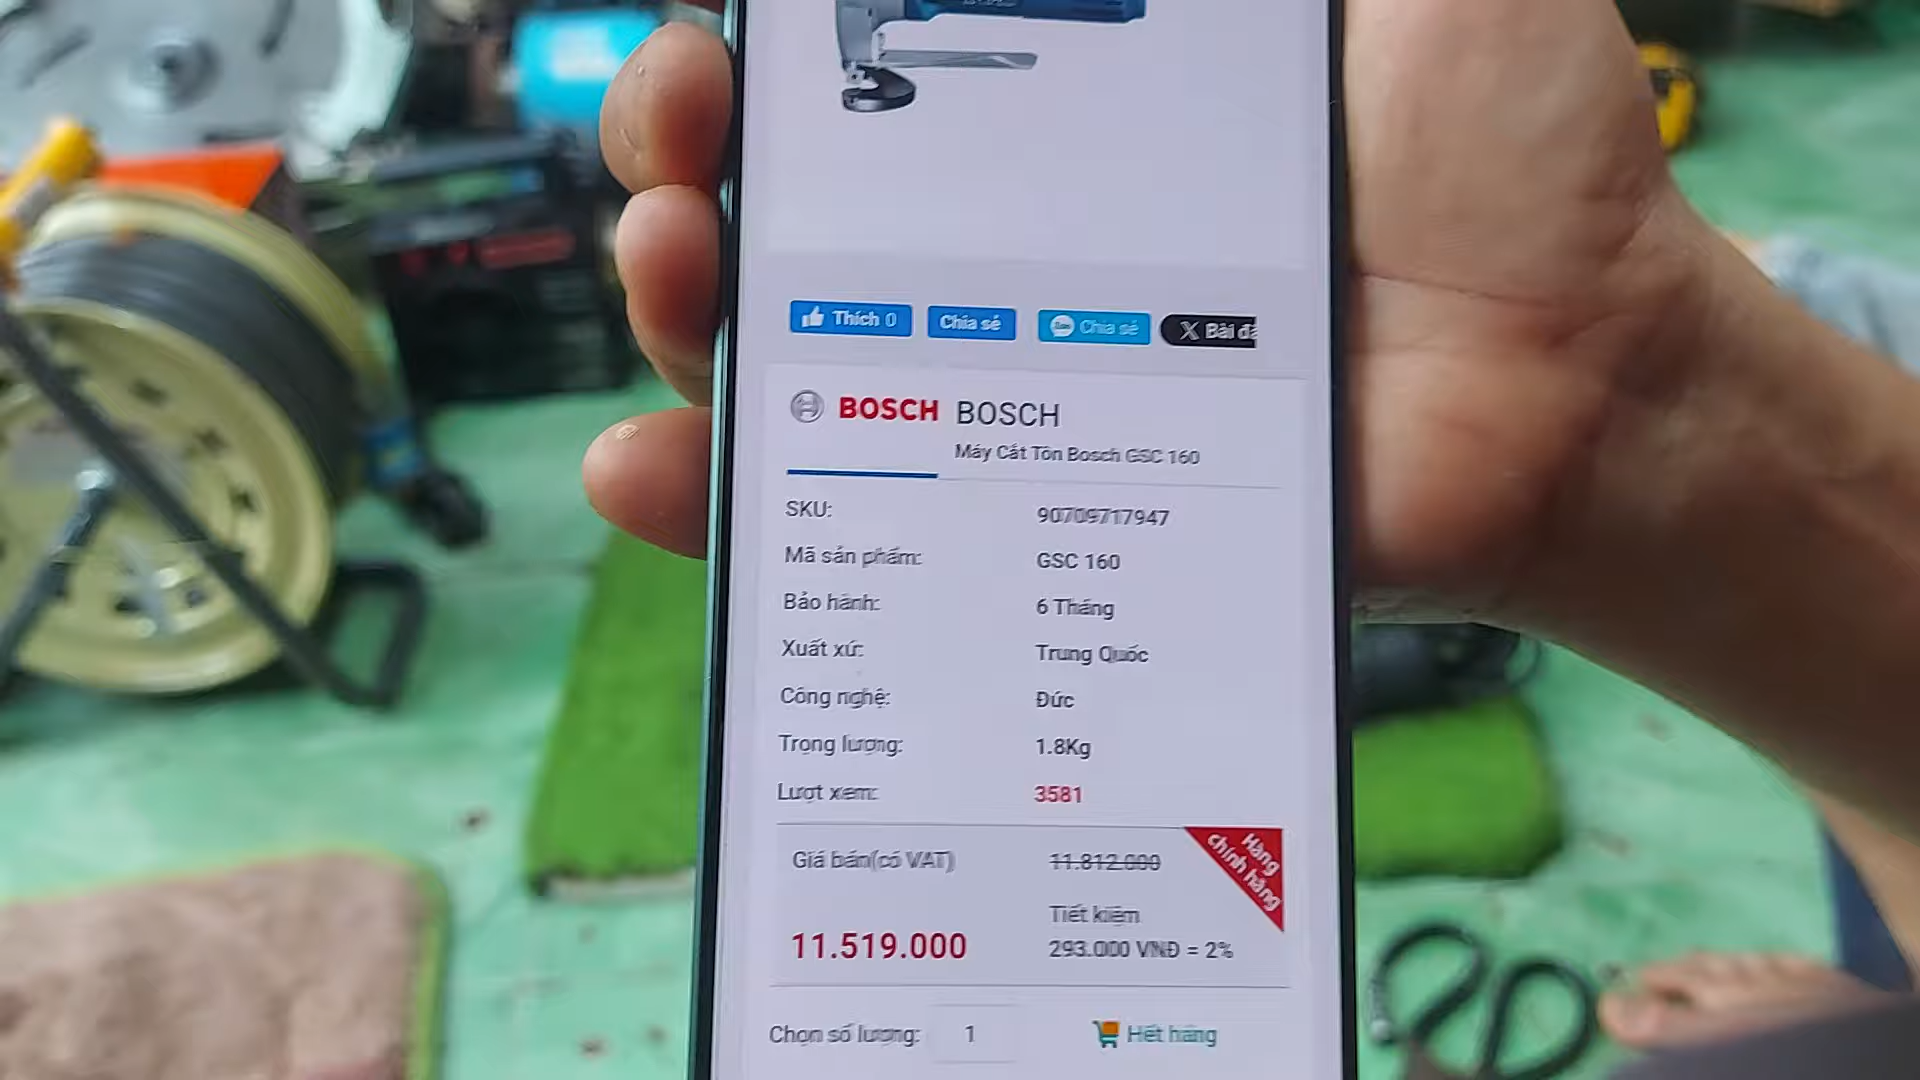 Thích 0 Chia sẻ Chia sẻ X Bài đă
BOSCH BOSCH
Máy Cắt Tôn Bosch GSC 160
SKU: 90709717947
Mã sản phẩm: GSC 160
Bảo hành: 6 Tháng
Xuất xứ: Trung Quốc
Công nghệ: Đức
Trọng lượng: 1.8Kg
Lượt xem: 3581
Giá bán(có VAT) 11.812.000
Hàng
chính hãng
Tiết kiệm
11.519.000 293.000 VNĐ = 2%
Chọn số lượng: 1 Hết hàng